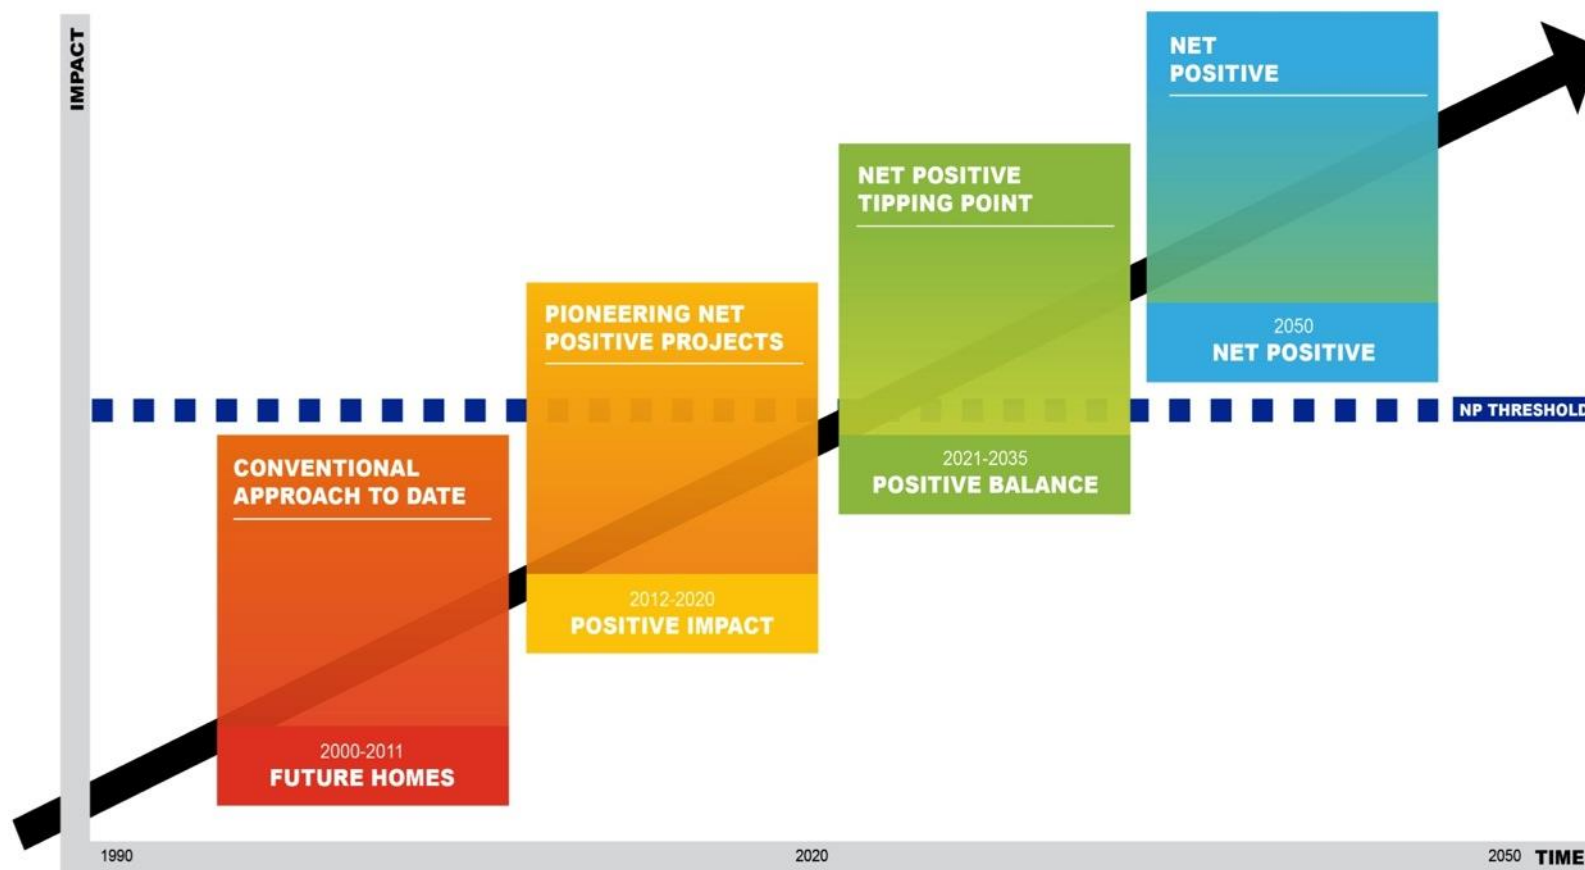 IMPACT
NET
POSITIVE
2050
NET POSITIVE
NET POSITIVE
TIPPING POINT
2021-2035
POSITIVE BALANCE
PIONEERING NET
POSITIVE PROJECTS
2012-2020
POSITIVE IMPACT
NP THRESHOLD
CONVENTIONAL
APPROACH TO DATE
2000-2011
FUTURE HOMES
1990
2020
2050 TIME